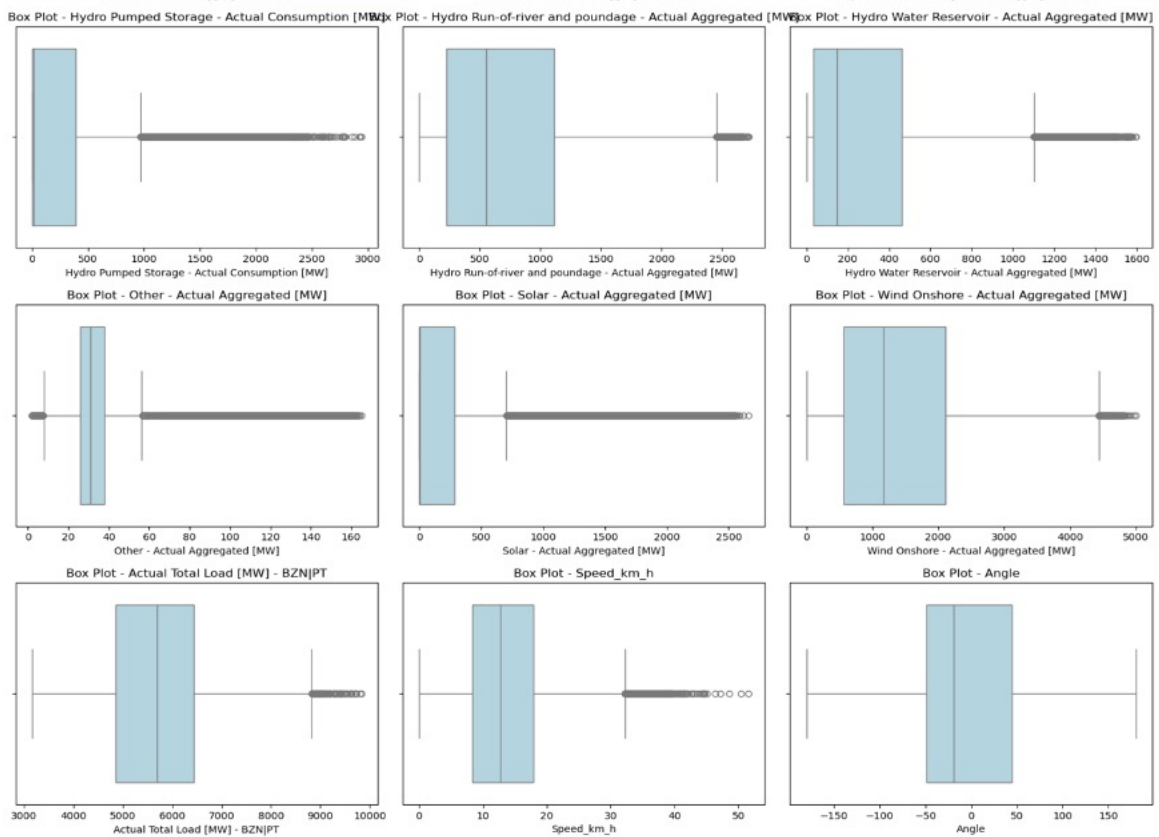 Box Plot - Hydro Pumped Storage - Actual Consumption [MW]
Box Plot - Hydro Run-of-river and poundage - Actual Aggregated [MW]
Box Plot - Hydro Water Reservoir - Actual Aggregated [MW]
0 500 1000 1500 2000 2500 3000
0 500 1000 1500 2000 2500
0 200 400 600 800 1000 1200 1400 1600
Hydro Pumped Storage - Actual Consumption [MW]
Hydro Run-of-river and poundage - Actual Aggregated [MW]
Hydro Water Reservoir - Actual Aggregated [MW]
Box Plot - Other - Actual Aggregated [MW]
Box Plot - Solar - Actual Aggregated [MW]
Box Plot - Wind Onshore - Actual Aggregated [MW]
0 20 40 60 80 100 120 140 160
0 500 1000 1500 2000 2500
0 1000 2000 3000 4000 5000
Other - Actual Aggregated [MW]
Solar - Actual Aggregated [MW]
Wind Onshore - Actual Aggregated [MW]
Box Plot - Actual Total Load [MW] - BZN|PT
Box Plot - Speed_km_h
Box Plot - Angle
3000 4000 5000 6000 7000 8000 9000 10000
0 10 20 30 40 50
−150 −100 −50 0 50 100 150
Actual Total Load [MW] - BZN|PT
Speed_km_h
Angle